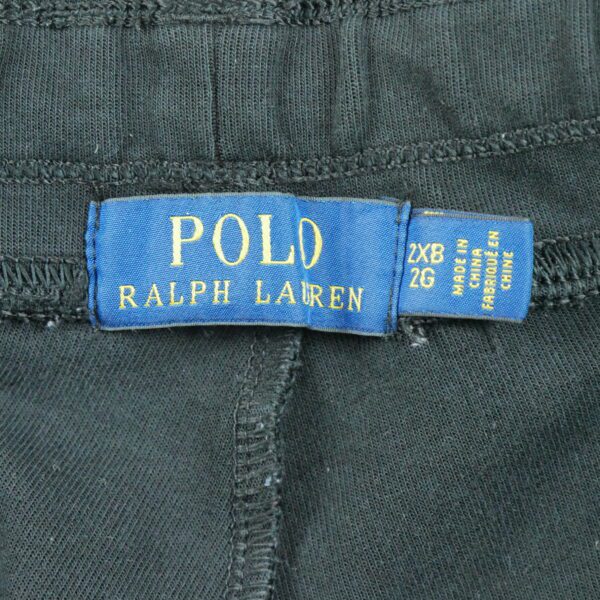 POLO
RALPH LAUREN
2XB
2G
MADE IN
CHINA
FABRIQUÉ EN
CHINE